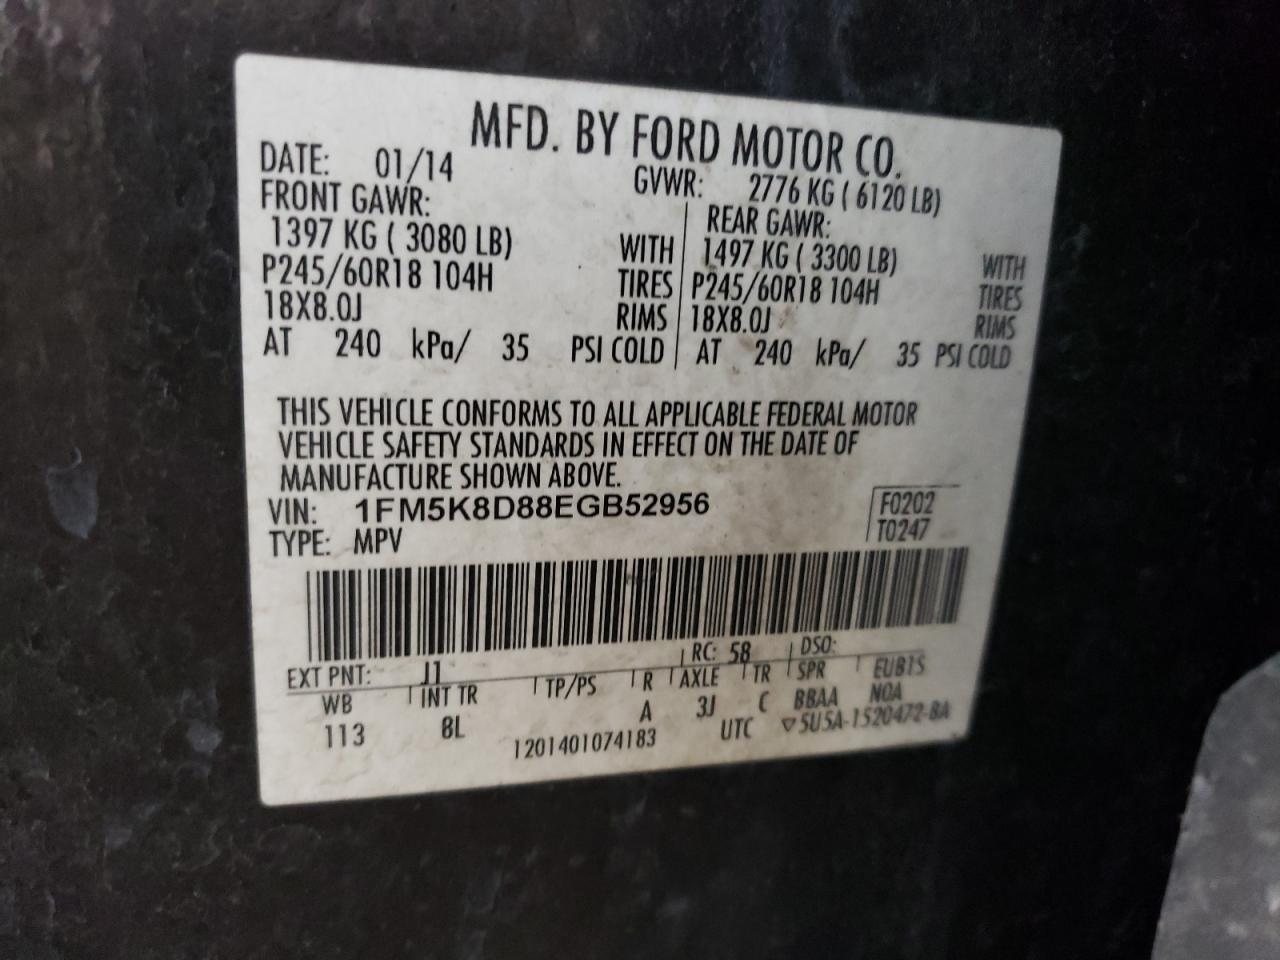 MFD. BY FORD MOTOR CO.
DATE: 01/14 GVWR: 2776 KG ( 6120 LB)
FRONT GAWR: REAR GAWR:
1397 KG ( 3080 LB) WITH 1497 KG ( 3300 LB) WITH
P245/60R18 104H TIRES P245/60R18 104H TIRES
18X8.0J RIMS 18X8.0J RIMS
AT 240 kPa/ 35 PSI COLD AT 240 kPa/ 35 PSI COLD
THIS VEHICLE CONFORMS TO ALL APPLICABLE FEDERAL MOTOR
VEHICLE SAFETY STANDARDS IN EFFECT ON THE DATE OF
MANUFACTURE SHOWN ABOVE.
VIN: 1FM5K8D88EGB52956 F0202
TYPE: MPV T0247
EXT PNT: J1 RC: 58 DSO:
WB INT TR TP/PS R AXLE TR SPR EUB1S
113 8L A 3J C BBAA NOA
1201401074183 UTC ▽5U5A-1520472-BA